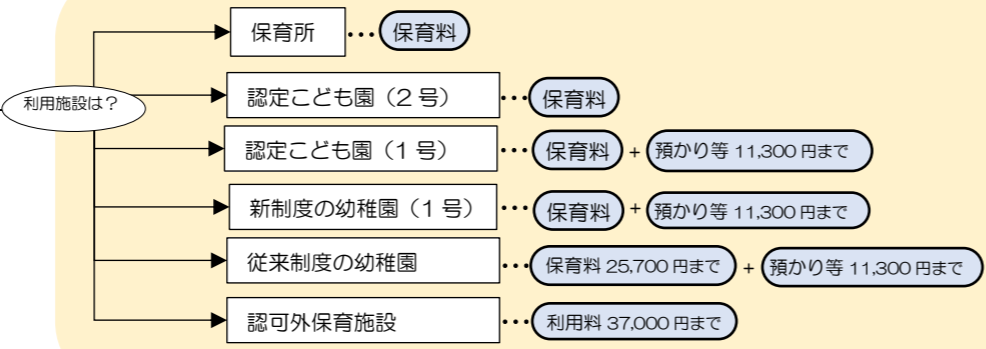 利用施設は？
保育所 ・・・ 保育料
認定こども園（2 号） ・・・ 保育料
認定こども園（1 号） ・・・ 保育料 + 預かり等 11,300 円まで
新制度の幼稚園（1 号） ・・・ 保育料 + 預かり等 11,300 円まで
従来制度の幼稚園 ・・・ 保育料 25,700 円まで + 預かり等 11,300 円まで
認可外保育施設 ・・・ 利用料 37,000 円まで